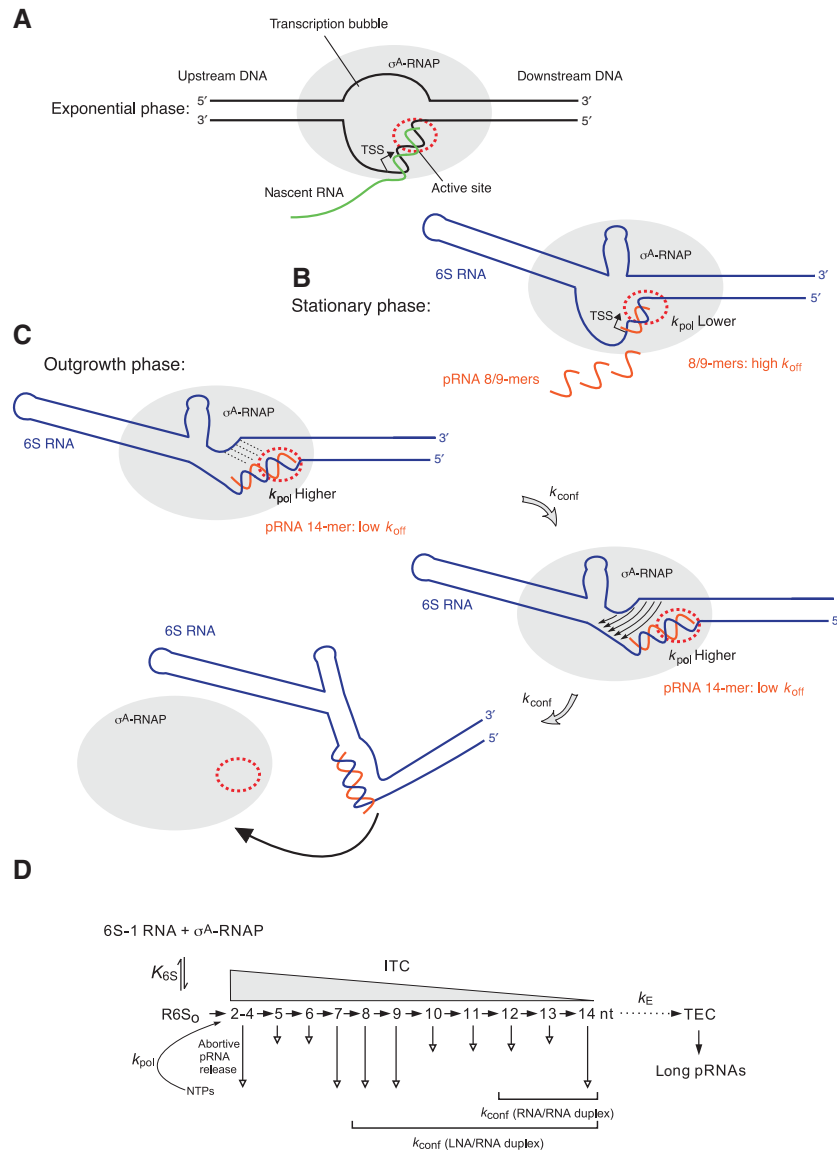 A
Transcription bubble
σA-RNAP
Upstream DNA
Downstream DNA
5′
3′
Exponential phase:
3′
5′
TSS
Nascent RNA
Active site
B
6S RNA
σA-RNAP
3′
5′
Stationary phase:
TSS
kpol Lower
pRNA 8/9-mers
8/9-mers: high koff
C
Outgrowth phase:
σA-RNAP
6S RNA
3′
5′
kpol Higher
pRNA 14-mer: low koff
kconf
σA-RNAP
6S RNA
3′
5′
kpol Higher
pRNA 14-mer: low koff
kconf
6S RNA
σA-RNAP
3′
5′
D
6S-1 RNA + σA-RNAP
K6S
ITC
R6So 2-4 5 6 7 8 9 10 11 12 13 14 nt kE TEC
kpol
Abortive
pRNA
release
NTPs
Long pRNAs
kconf (RNA/RNA duplex)
kconf (LNA/RNA duplex)